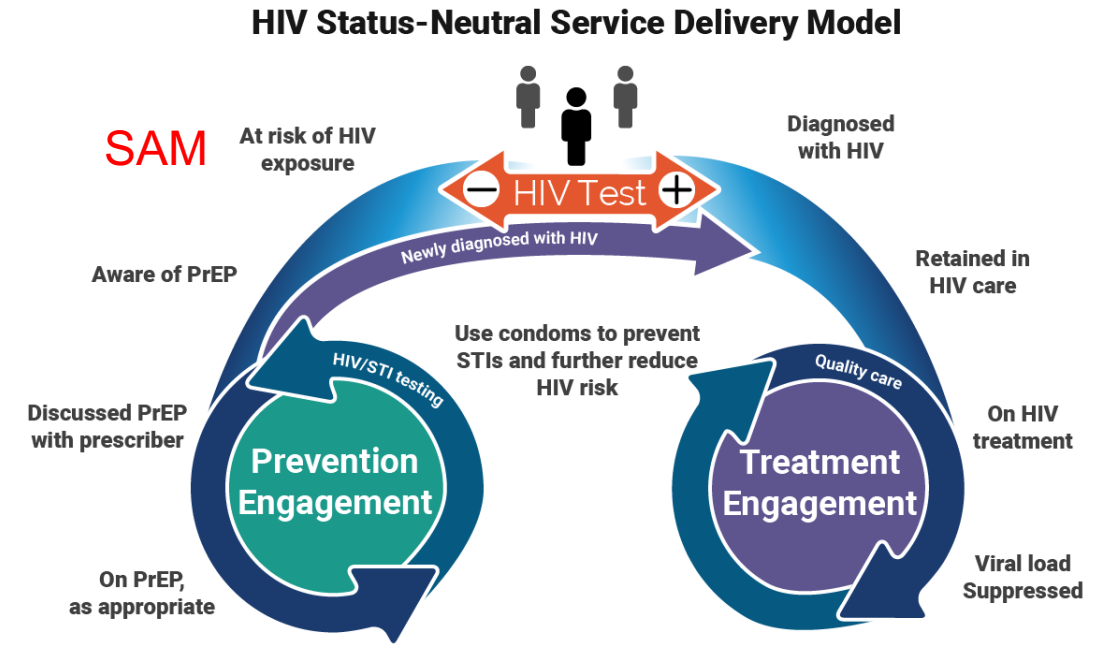 HIV Status-Neutral Service Delivery Model
SAM
At risk of HIV
exposure
Diagnosed
with HIV
− HIV Test +
Newly diagnosed with HIV
Aware of PrEP
Retained in
HIV care
Use condoms to prevent
STIs and further reduce
HIV risk
HIV/STI testing
Quality care
Discussed PrEP
with prescriber
On HIV
treatment
Prevention
Engagement
Treatment
Engagement
On PrEP,
as appropriate
Viral load
Suppressed